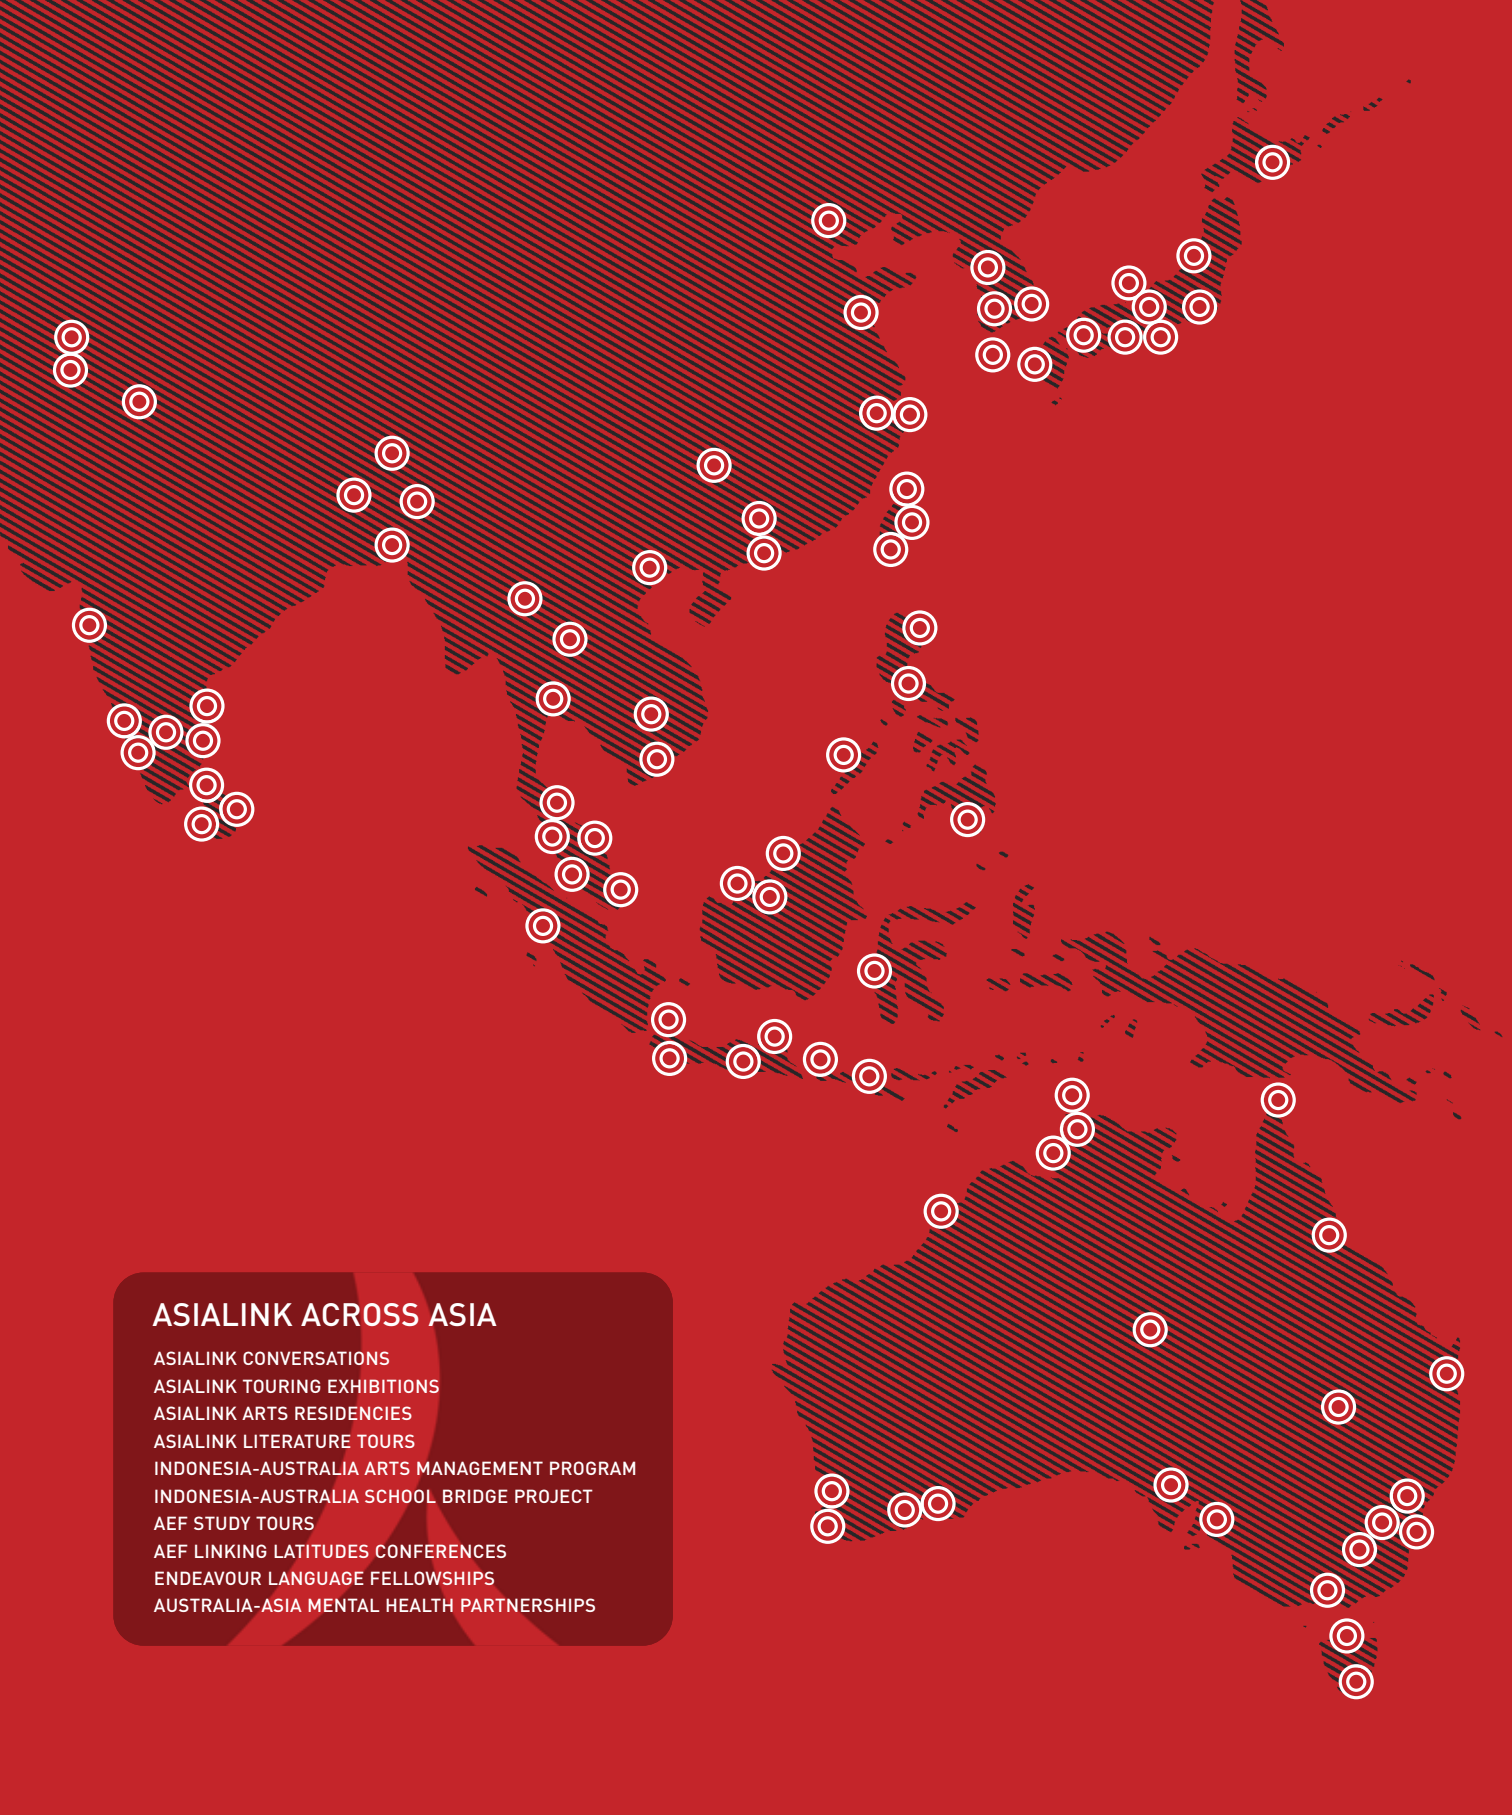 ASIALINK ACROSS ASIA
ASIALINK CONVERSATIONS
ASIALINK TOURING EXHIBITIONS
ASIALINK ARTS RESIDENCIES
ASIALINK LITERATURE TOURS
INDONESIA-AUSTRALIA ARTS MANAGEMENT PROGRAM
INDONESIA-AUSTRALIA SCHOOL BRIDGE PROJECT
AEF STUDY TOURS
AEF LINKING LATITUDES CONFERENCES
ENDEAVOUR LANGUAGE FELLOWSHIPS
AUSTRALIA-ASIA MENTAL HEALTH PARTNERSHIPS